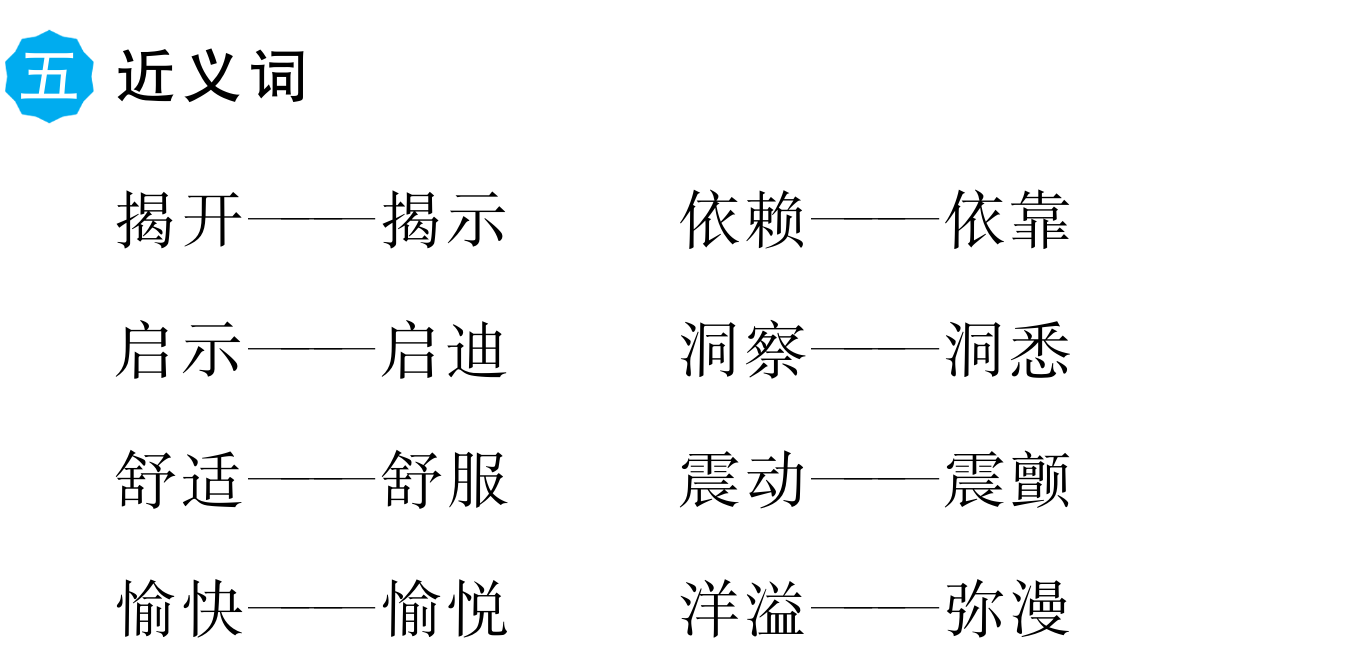 五 近义词
揭开——揭示 依赖——依靠
启示——启迪 洞察——洞悉
舒适——舒服 震动——震颤
愉快——愉悦 洋溢——弥漫